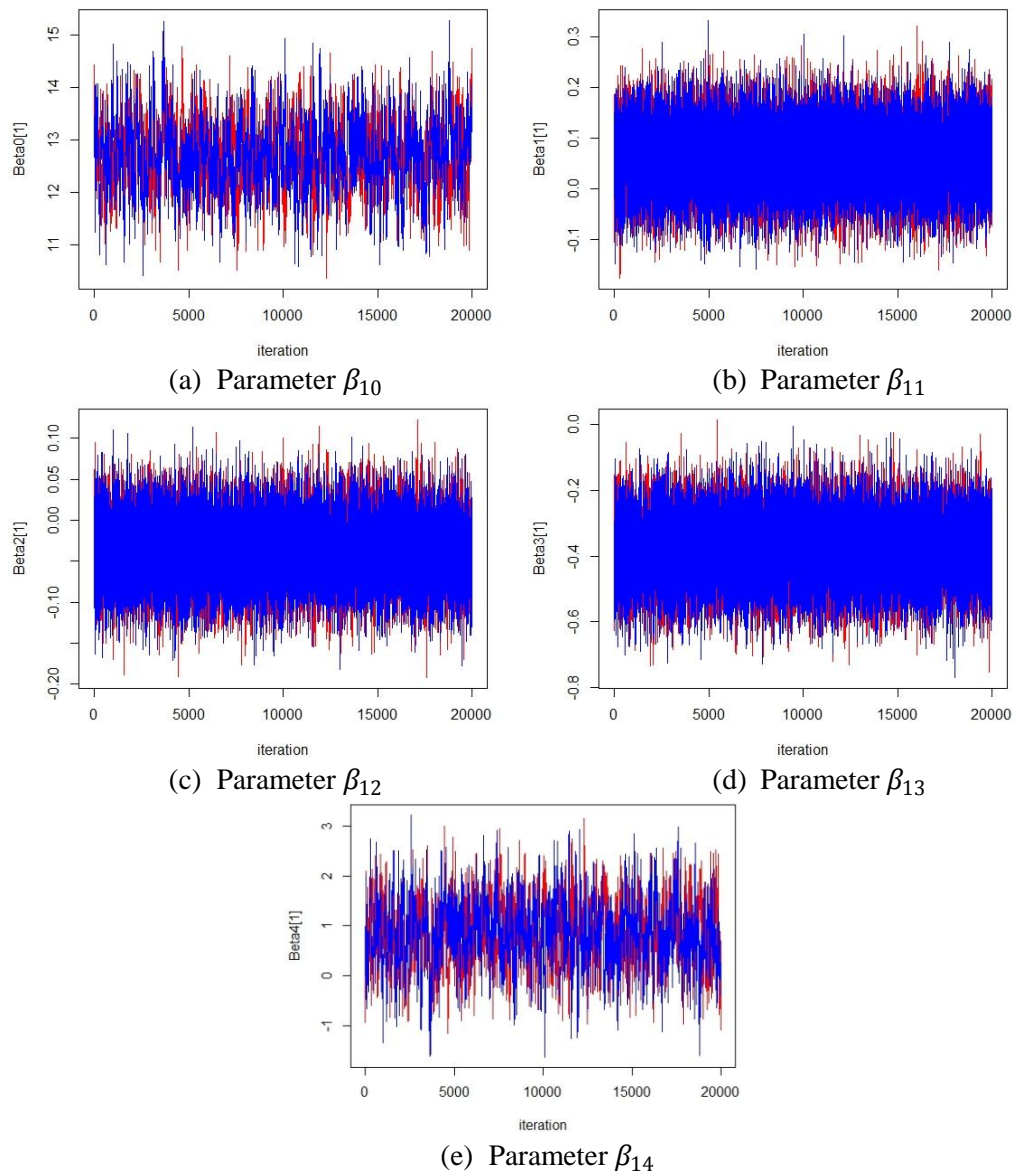 Beta0[1]
15
14
13
12
11
0 5000 10000 15000 20000
iteration
(a) Parameter β₁₀
Beta1[1]
0.3
0.2
0.1
0.0
-0.1
0 5000 10000 15000 20000
iteration
(b) Parameter β₁₁
Beta2[1]
0.10
0.05
0.00
-0.10
-0.20
0 5000 10000 15000 20000
iteration
(c) Parameter β₁₂
Beta3[1]
0.0
-0.2
-0.4
-0.6
-0.8
0 5000 10000 15000 20000
iteration
(d) Parameter β₁₃
Beta4[1]
3
2
1
0
-1
0 5000 10000 15000 20000
iteration
(e) Parameter β₁₄